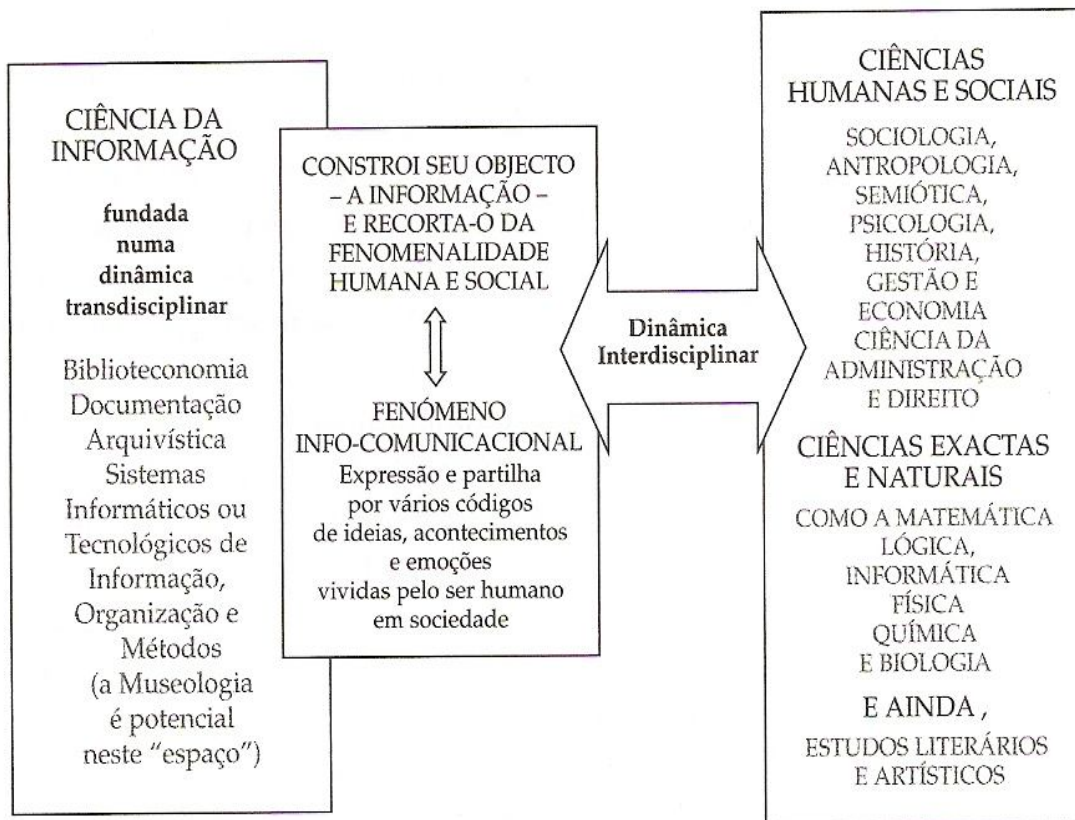 CIÊNCIA DA
INFORMAÇÃO
fundada
numa
dinâmica
transdisciplinar
Biblioteconomia
Documentação
Arquivística
Sistemas
Informáticos ou
Tecnológicos de
Informação,
Organização e
Métodos
(a Museologia
é potencial
neste “espaço”)
CONSTROI SEU OBJECTO
– A INFORMAÇÃO –
E RECORTA-O DA
FENOMENALIDADE
HUMANA E SOCIAL
FENÓMENO
INFO-COMUNICACIONAL
Expressão e partilha
por vários códigos
de ideias, acontecimentos
e emoções
vividas pelo ser humano
em sociedade
Dinâmica
Interdisciplinar
CIÊNCIAS
HUMANAS E SOCIAIS
SOCIOLOGIA,
ANTROPOLOGIA,
SEMIÓTICA,
PSICOLOGIA,
HISTÓRIA,
GESTÃO E
ECONOMIA
CIÊNCIA DA
ADMINISTRAÇÃO
E DIREITO
CIÊNCIAS EXACTAS
E NATURAIS
COMO A MATEMÁTICA
LÓGICA,
INFORMÁTICA
FÍSICA
QUÍMICA
E BIOLOGIA
E AINDA ,
ESTUDOS LITERÁRIOS
E ARTÍSTICOS